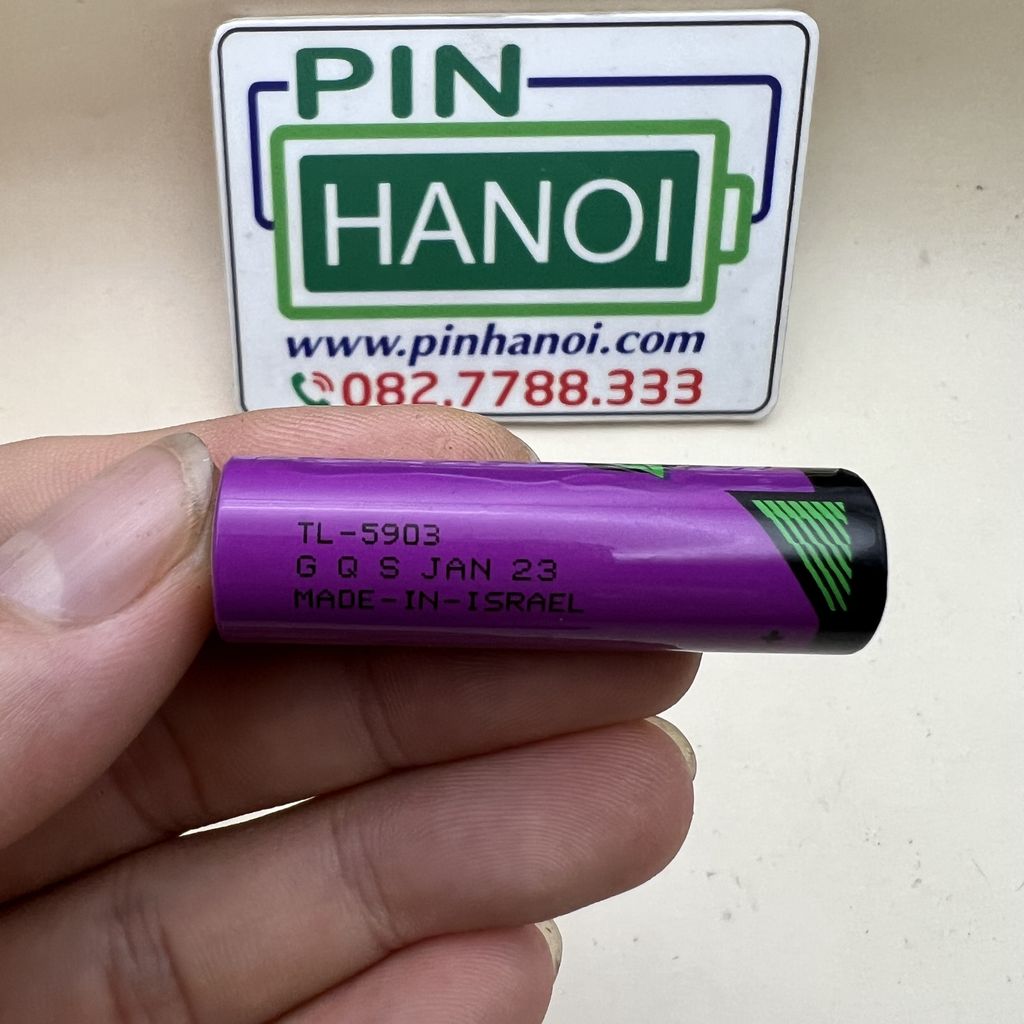 PIN
HANOI
www.pinhanoi.com
082.7788.333
TL-5903
G Q S JAN 23
MADE-IN-ISRAEL
+